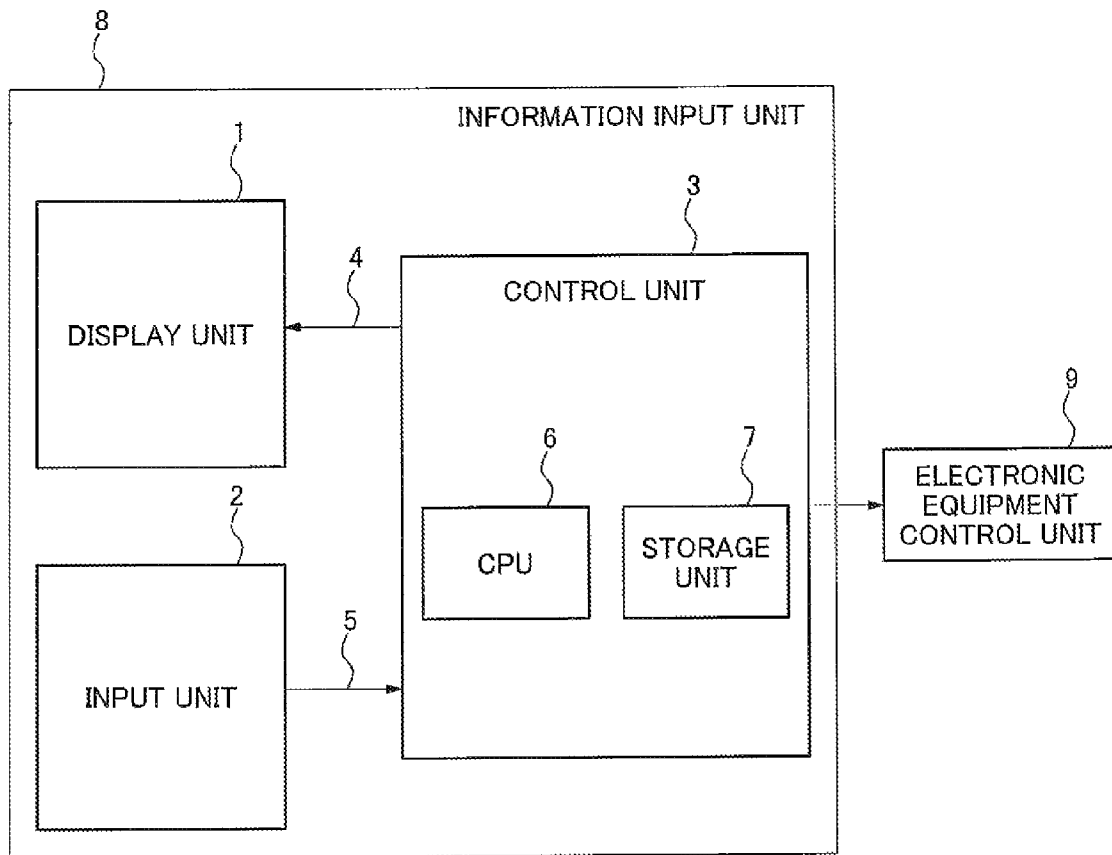 8
INFORMATION INPUT UNIT
1
3
4
CONTROL UNIT
DISPLAY UNIT
9
6
7
ELECTRONIC
EQUIPMENT
CONTROL UNIT
2
CPU
STORAGE
UNIT
5
INPUT UNIT